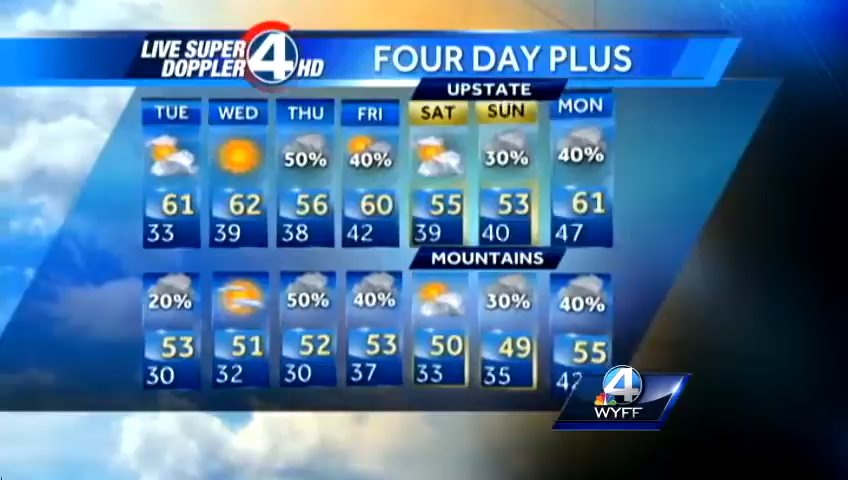 LIVE SUPER
DOPPLER 4 HD
FOUR DAY PLUS
UPSTATE
TUE WED THU FRI SAT SUN MON
50% 40% 30% 40%
61 62 56 60 55 53 61
33 39 38 42 39 40 47
MOUNTAINS
20% 50% 40% 30% 40%
53 51 52 53 50 49 55
30 32 30 37 33 35 42
4
WYFF